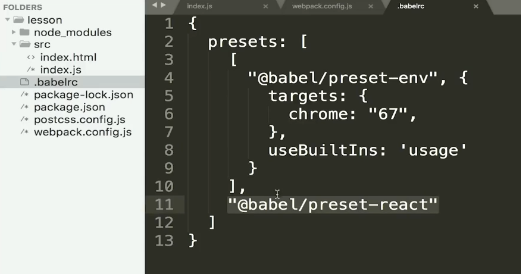 index.js
webpack.config.js
.babelrc
lesson
node_modules
src
index.html
index.js
.babelrc
package-lock.json
package.json
postcss.config.js
webpack.config.js
1 {
2 presets: [
3 [
4 "@babel/preset-env", {
5 targets: {
6 chrome: "67",
7 },
8 useBuiltIns: 'usage'
9 }
10 ],
11 "@babel/preset-react"
12 ]
13 }